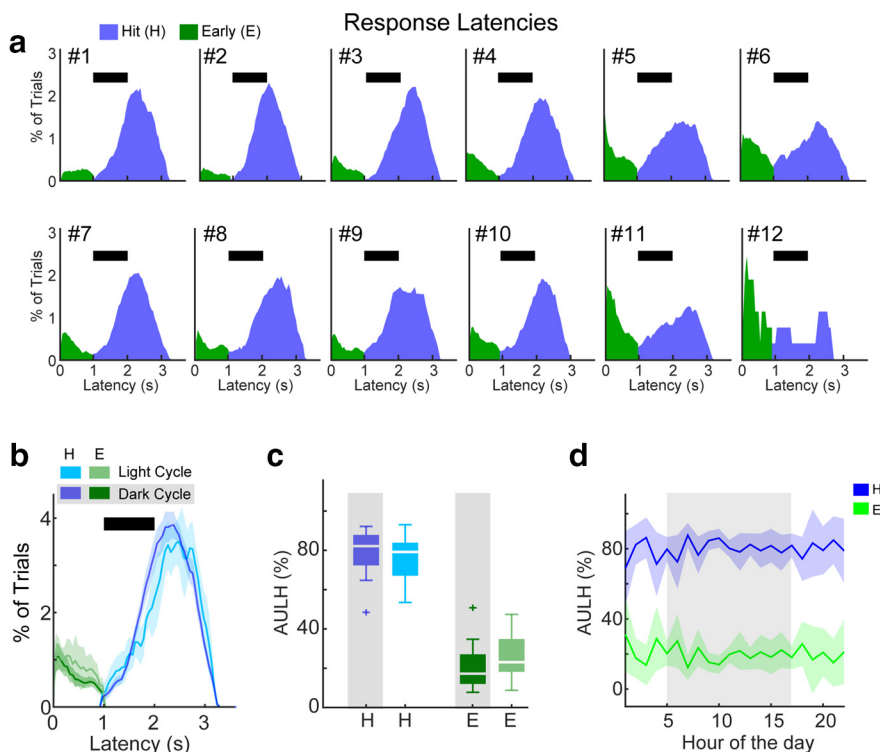 Response Latencies
Hit (H) Early (E)
a
#1 #2 #3 #4 #5 #6
% of Trials
3
2
1
0
#7 #8 #9 #10 #11 #12
% of Trials
3
2
1
0
0 1 2 3 0 1 2 3 0 1 2 3 0 1 2 3 0 1 2 3 0 1 2 3
Latency (s) Latency (s) Latency (s) Latency (s) Latency (s) Latency (s)
b
H E
Light Cycle
Dark Cycle
% of Trials
4
2
0
0 1 2 3
Latency (s)
c
AULH (%)
80
40
0
H H E E
d
H
E
AULH (%)
80
40
0
5 10 15 20
Hour of the day